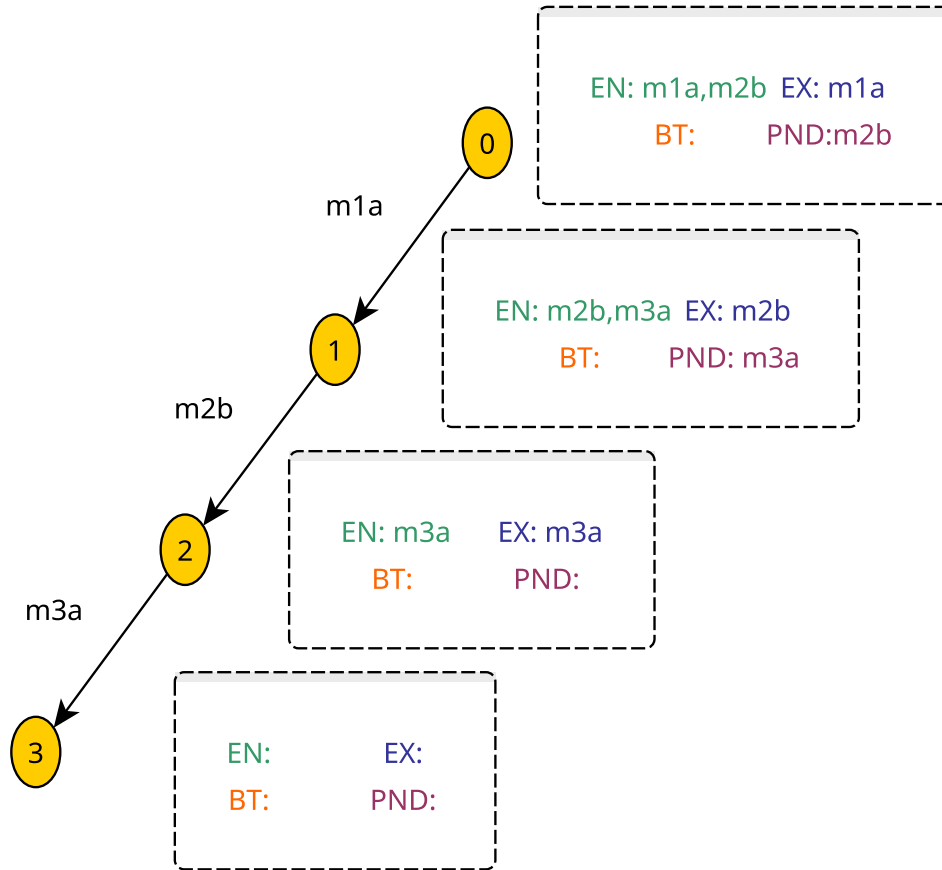 EN: m1a,m2b EX: m1a
BT: PND:m2b
0
m1a
EN: m2b,m3a EX: m2b
BT: PND: m3a
1
m2b
EN: m3a EX: m3a
BT: PND:
2
m3a
EN: EX:
BT: PND:
3